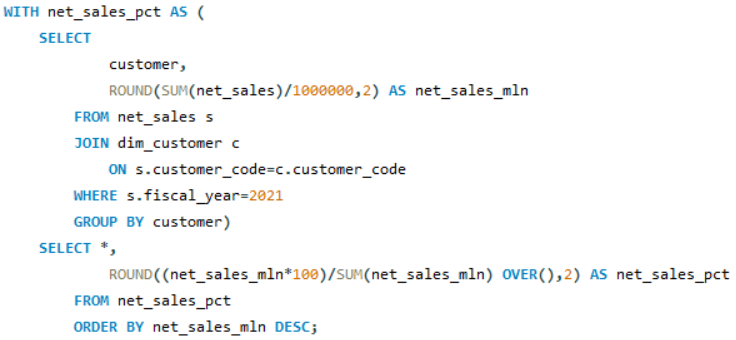 WITH net_sales_pct AS (
SELECT
customer,
ROUND(SUM(net_sales)/1000000,2) AS net_sales_mln
FROM net_sales s
JOIN dim_customer c
ON s.customer_code=c.customer_code
WHERE s.fiscal_year=2021
GROUP BY customer)
SELECT *,
ROUND((net_sales_mln*100)/SUM(net_sales_mln) OVER(),2) AS net_sales_pct
FROM net_sales_pct
ORDER BY net_sales_mln DESC;